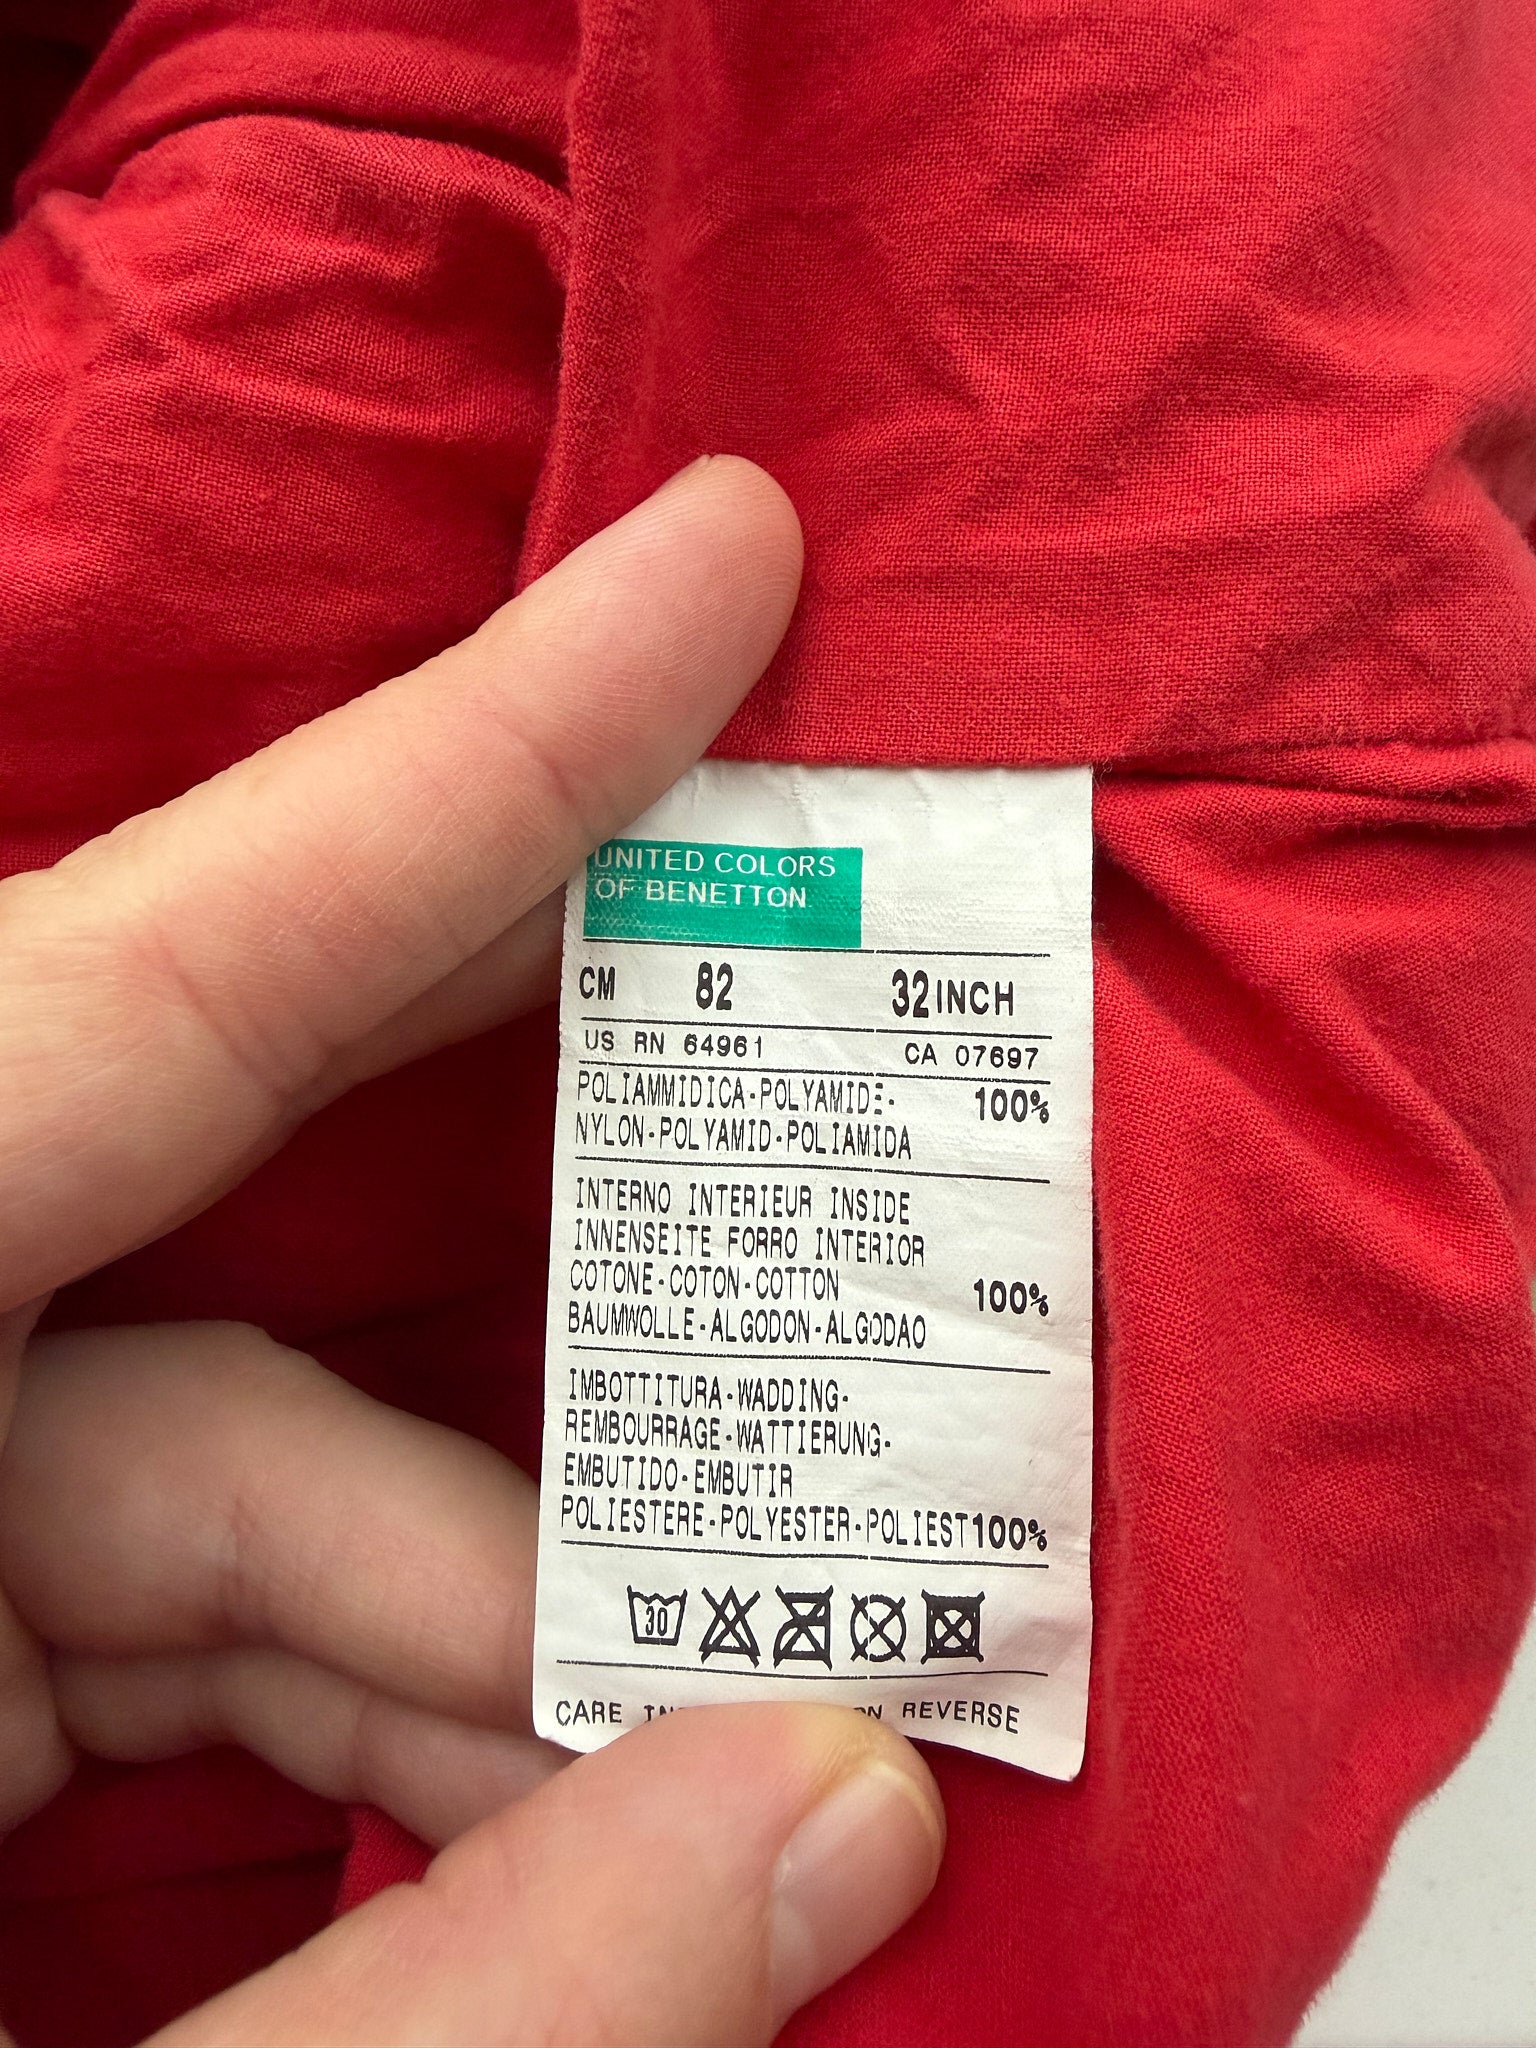 UNITED COLORS
OF BENETTON
CM 82 32 INCH
US RN 64961 CA 07697
POLIAMMIDICA-POLYAMIDE- 100%
NYLON-POLYAMID-POLIAMIDA
INTERNO INTERIEUR INSIDE
INNENSEITE FORRO INTERIOR
COTONE-COTON-COTTON 100%
BAUMWOLLE-ALGODON-ALGODAO
IMBOTTITURA-WADDING-
REMBOURRAGE-WATTIERUNG-
EMBUTIDO-EMBUTIR
POLIESTERE-POLYESTER-POLIEST100%
30
CARE REVERSE